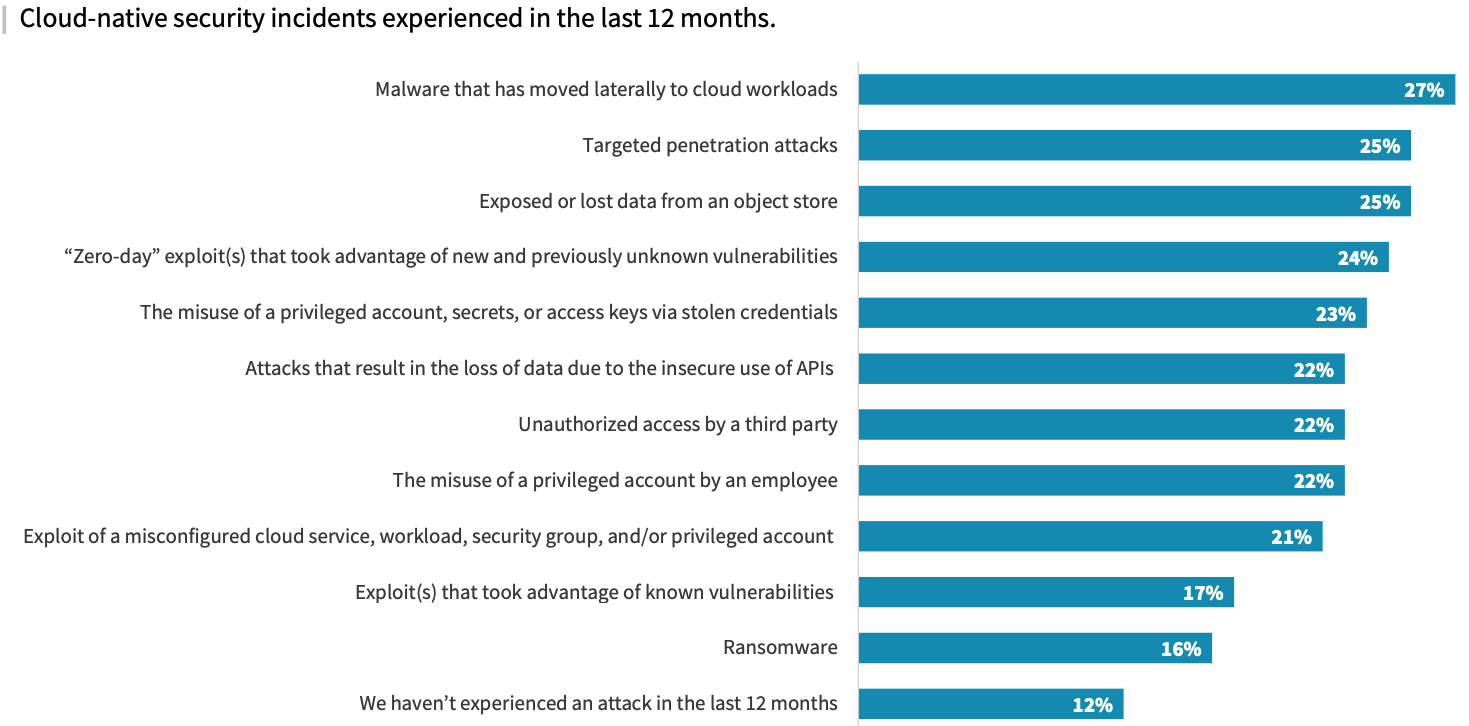 Cloud-native security incidents experienced in the last 12 months.
Malware that has moved laterally to cloud workloads 27%
Targeted penetration attacks 25%
Exposed or lost data from an object store 25%
“Zero-day” exploit(s) that took advantage of new and previously unknown vulnerabilities 24%
The misuse of a privileged account, secrets, or access keys via stolen credentials 23%
Attacks that result in the loss of data due to the insecure use of APIs 22%
Unauthorized access by a third party 22%
The misuse of a privileged account by an employee 22%
Exploit of a misconfigured cloud service, workload, security group, and/or privileged account 21%
Exploit(s) that took advantage of known vulnerabilities 17%
Ransomware 16%
We haven’t experienced an attack in the last 12 months 12%